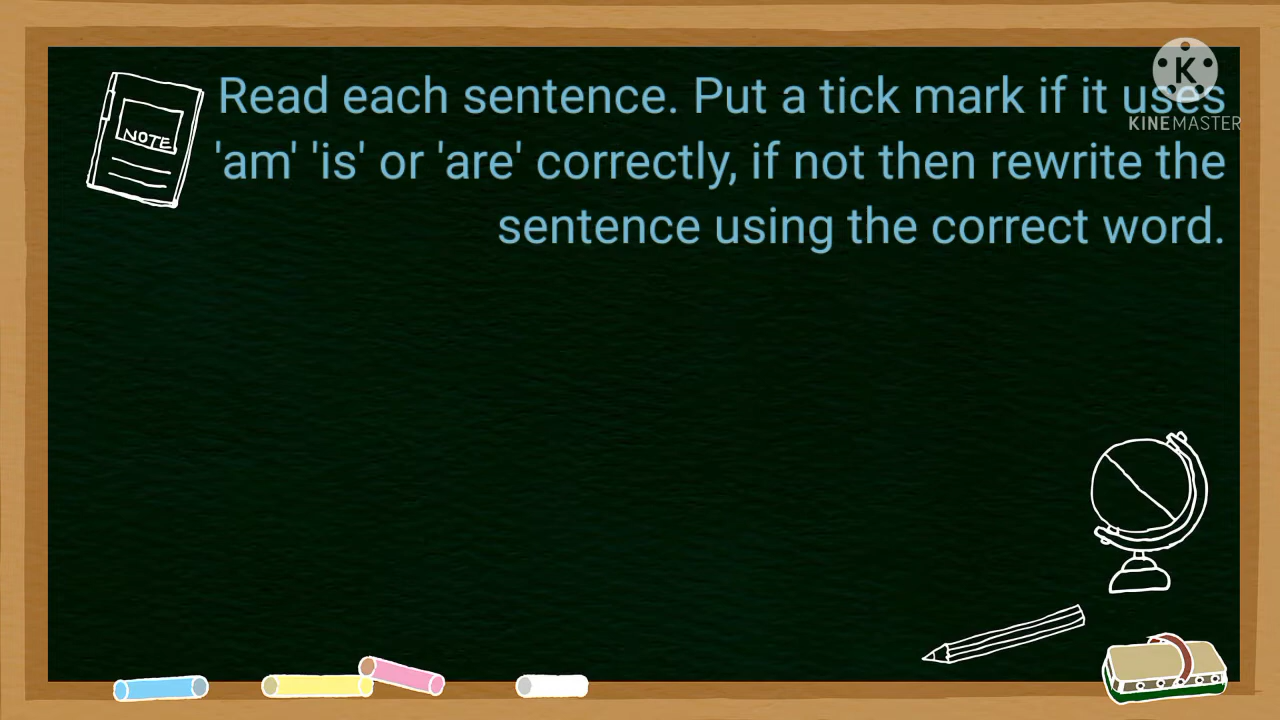 Read each sentence. Put a tick mark if it uses
'am' 'is' or 'are' correctly, if not then rewrite the
sentence using the correct word.
NOTE
K
KINEMASTER